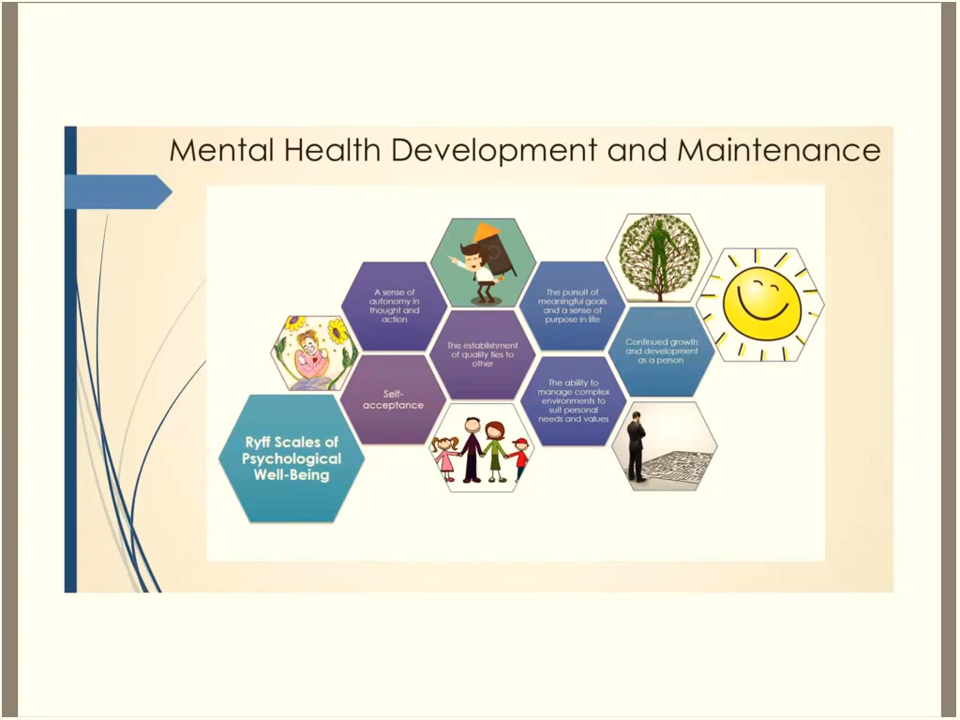 Mental Health Development and Maintenance
A sense of
autonomy in
thought and
action
The pursuit of
meaningful goals
and a sense of
purpose in life
The establishment
of quality ties to
other
Continued growth
and development
as a person
Self-
acceptance
The ability to
manage complex
environments to
suit personal
needs and values
Ryff Scales of
Psychological
Well-Being